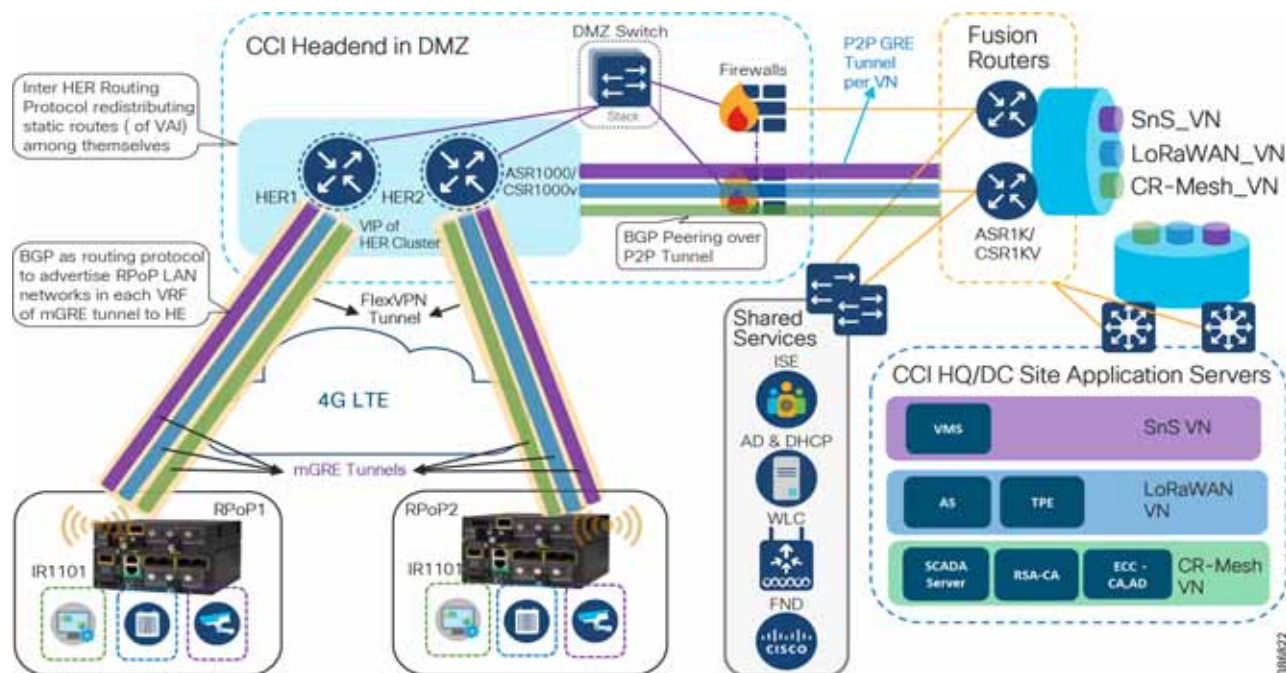 CCI Headend in DMZ
DMZ Switch
Stack
Firewalls
P2P GRE
Tunnel
per VN
Fusion
Routers
Inter HER Routing
Protocol redistributing
static routes ( of VAI)
among themselves
SnS_VN
LoRaWAN_VN
CR-Mesh_VN
HER1
HER2
ASR1000/
CSR1000v
VIP of
HER Cluster
BGP Peering over
P2P Tunnel
ASR1K/
CSR1KV
BGP as routing protocol
to advertise RPoP LAN
networks in each VRF
of mGRE tunnel to HE
FlexVPN
Tunnel
4G LTE
mGRE Tunnels
RPoP1
IR1101
RPoP2
IR1101
Shared
Services
ISE
AD & DHCP
WLC
FND
CISCO
CCI HQ/DC Site Application Servers
VMS
SnS VN
AS
TPE
LoRaWAN
VN
SCADA
Server
RSA-CA
ECC -
CA,AD
CR-Mesh
VN
386822